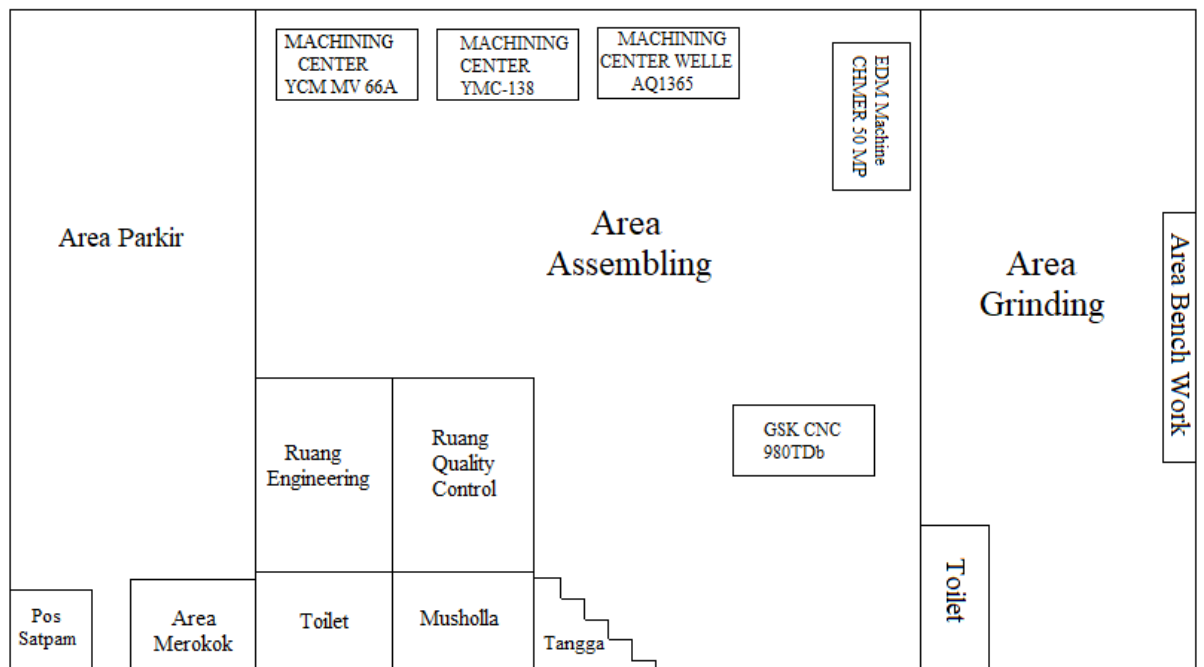 MACHINING
CENTER
YCM MV 66A
MACHINING
CENTER
YMC-138
MACHINING
CENTER WELLE
AQ1365
EDM Machine
CHMER 50 MP
Area Parkir
Area
Assembling
Area
Grinding
Area Bench Work
Ruang
Engineering
Ruang
Quality
Control
GSK CNC
980TDb
Pos
Satpam
Area
Merokok
Toilet
Musholla
Tangga
Toilet